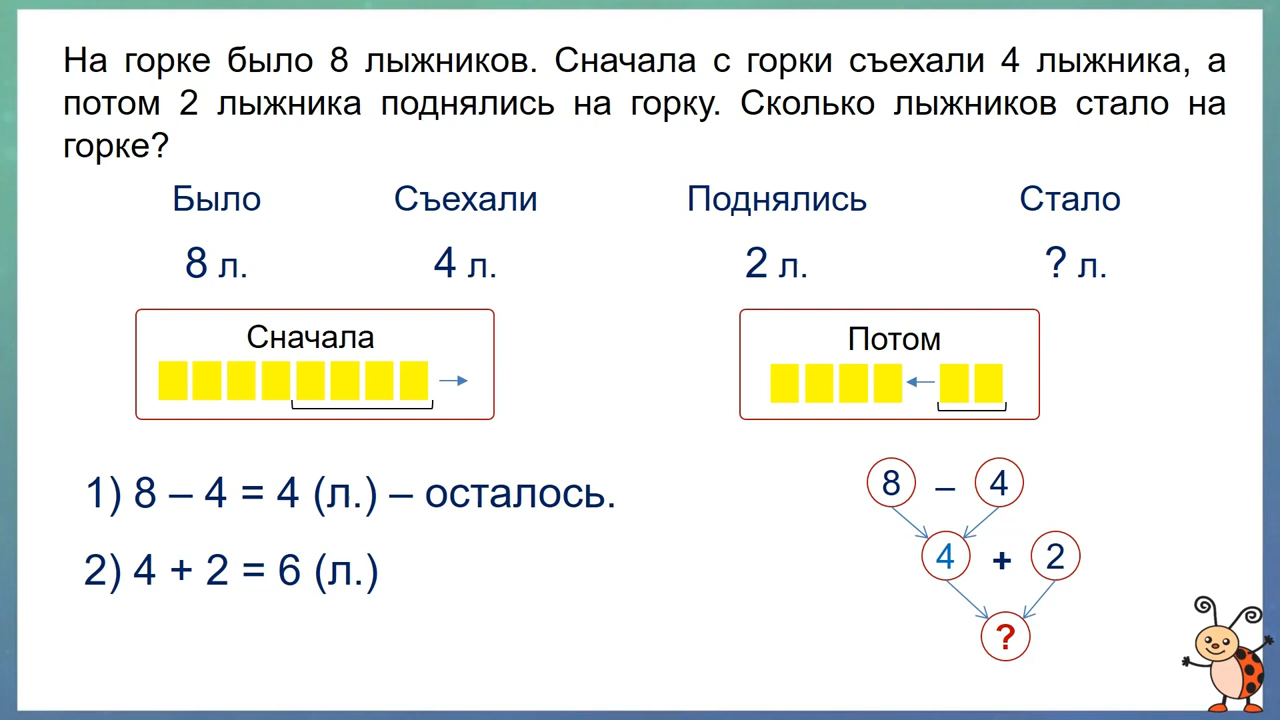 На горке было 8 лыжников. Сначала с горки съехали 4 лыжника, а
потом 2 лыжника поднялись на горку. Сколько лыжников стало на
горке?
Было Съехали Поднялись Стало
8 л. 4 л. 2 л. ? л.
Сначала
Потом
1) 8 – 4 = 4 (л.) – осталось.
2) 4 + 2 = 6 (л.)
8 – 4
4 + 2
?